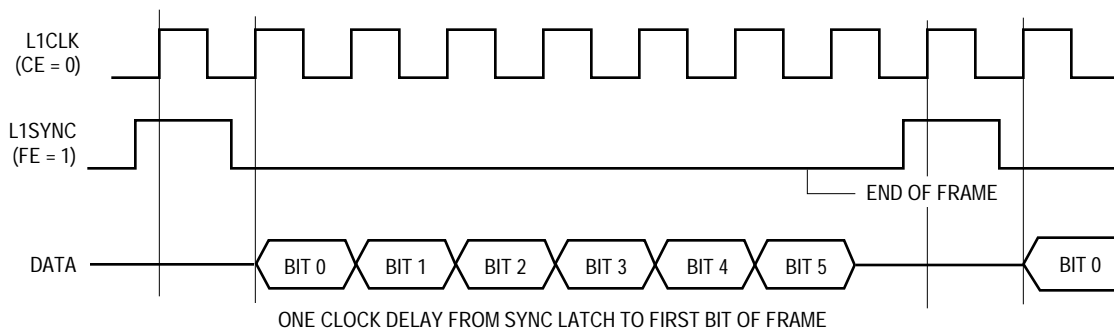 L1CLK
(CE = 0)
L1SYNC
(FE = 1)
END OF FRAME
DATA
BIT 0
BIT 1
BIT 2
BIT 3
BIT 4
BIT 5
BIT 0
ONE CLOCK DELAY FROM SYNC LATCH TO FIRST BIT OF FRAME